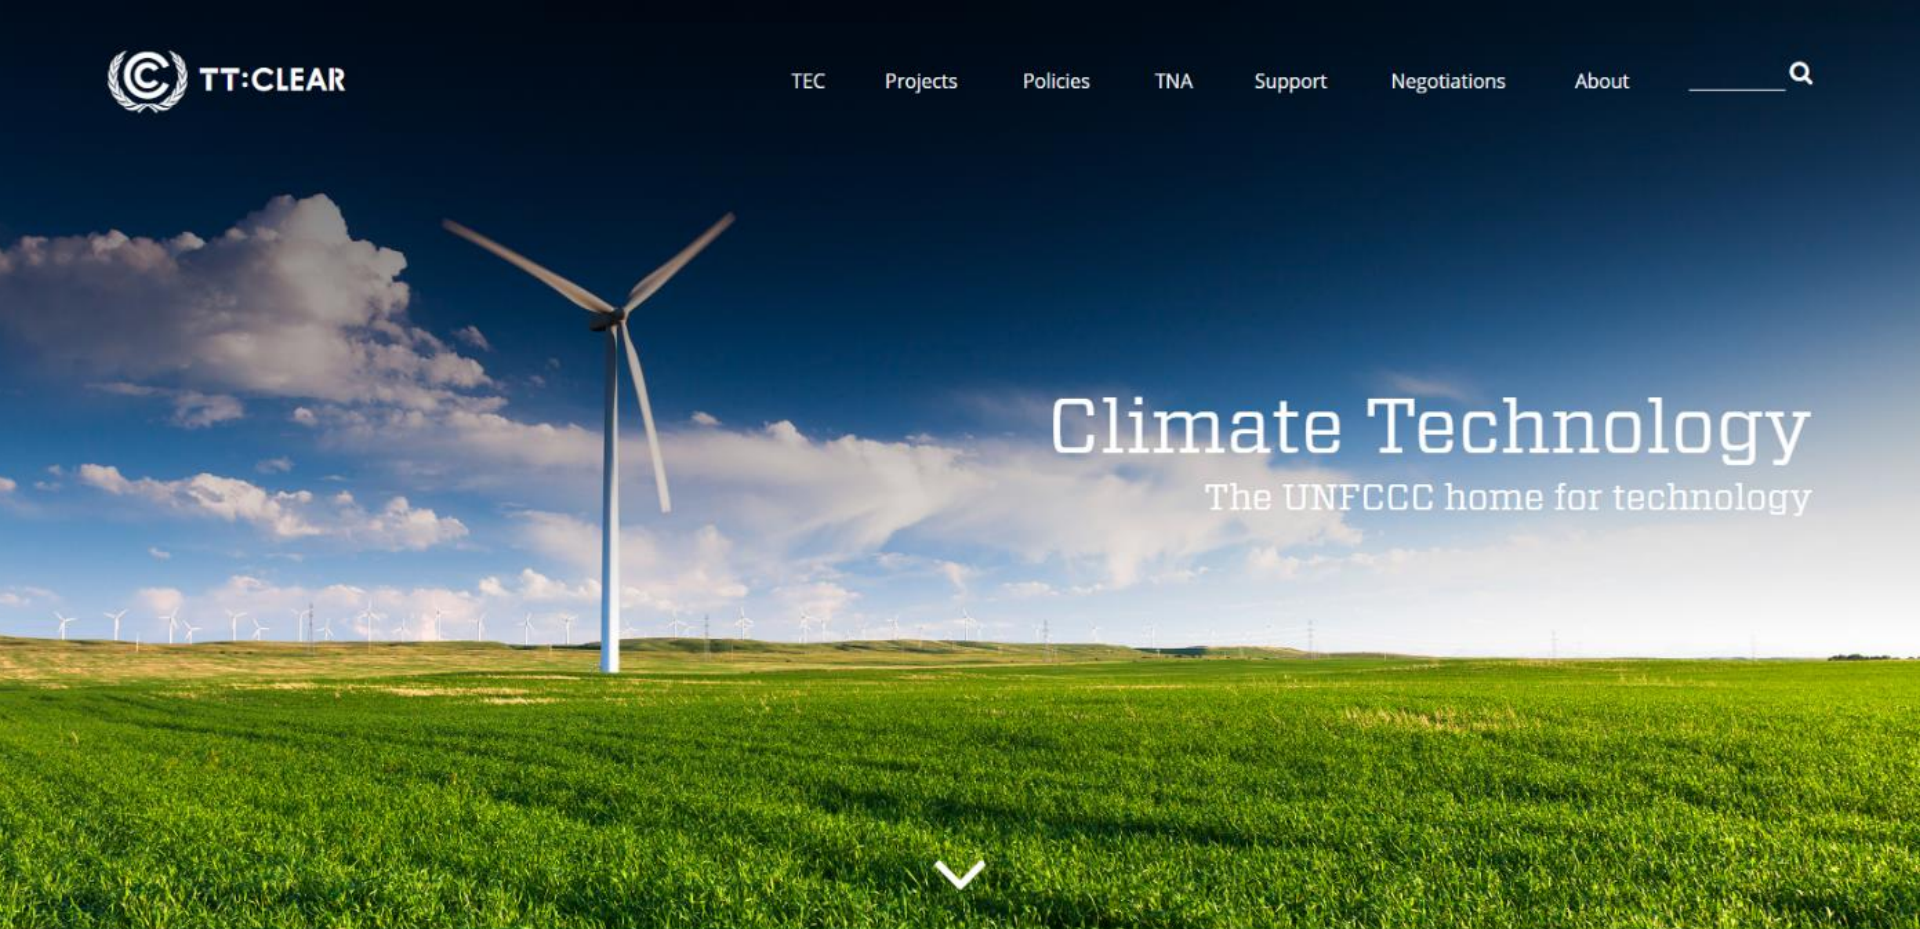 TT:CLEAR
TEC Projects Policies TNA Support Negotiations About
Climate Technology
The UNFCCC home for technology